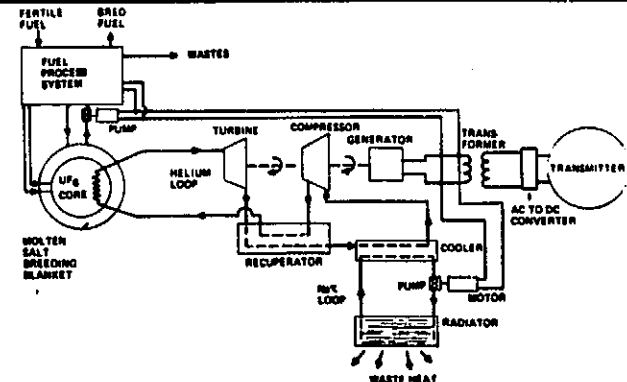 FERTILE
FUEL
BRED
FUEL
FUEL
PROCESS
SYSTEM
WASTES
PUMP
TURBINE
COMPRESSOR
GENERATOR
TRANS
FORMER
TRANSMITTER
HELIUM
LOOP
UF6
CORE
AC TO DC
CONVERTER
MOLTEN
SALT
BREEDING
BLANKET
RECUPERATOR
COOLER
LOOP
PUMP
MOTOR
RADIATOR
WASTE HEAT